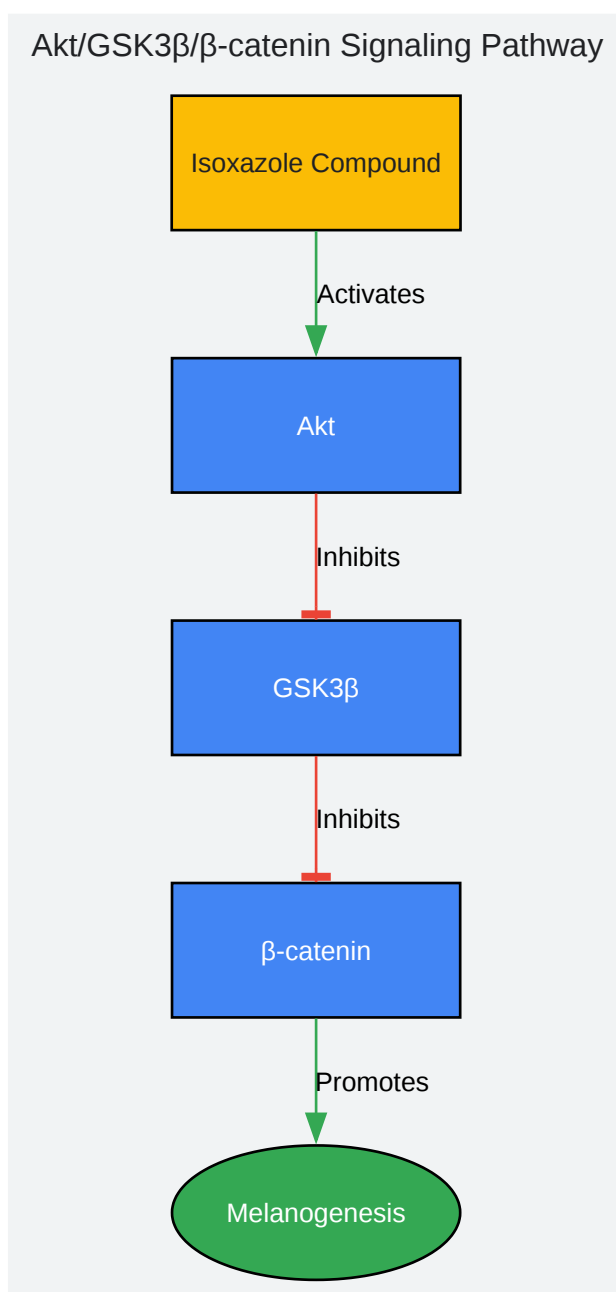 Akt/GSK3β/β-catenin Signaling Pathway
Isoxazole Compound
Activates
Akt
Inhibits
GSK3β
Inhibits
β-catenin
Promotes
Melanogenesis